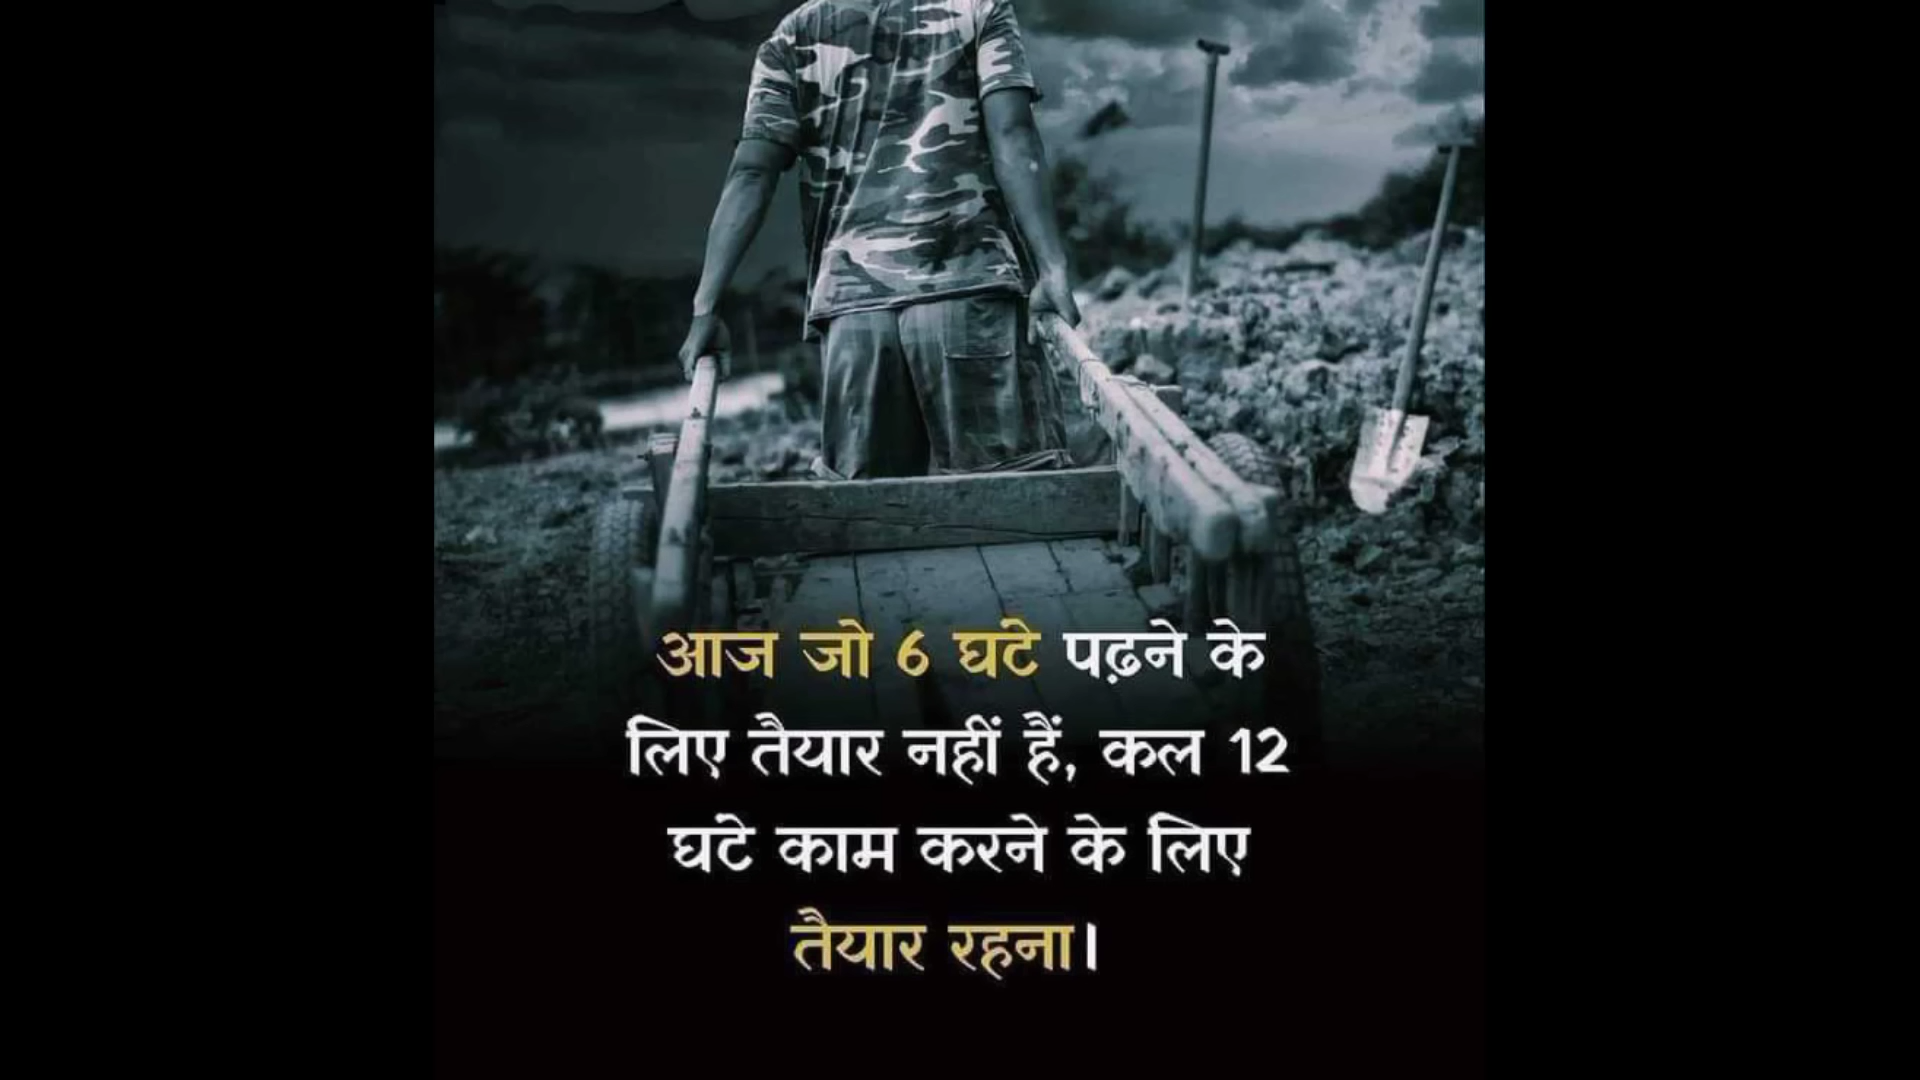 आज जो 6 घटे पढ़ने के
लिए तैयार नहीं हैं, कल 12
घटे काम करने के लिए
तैयार रहना।